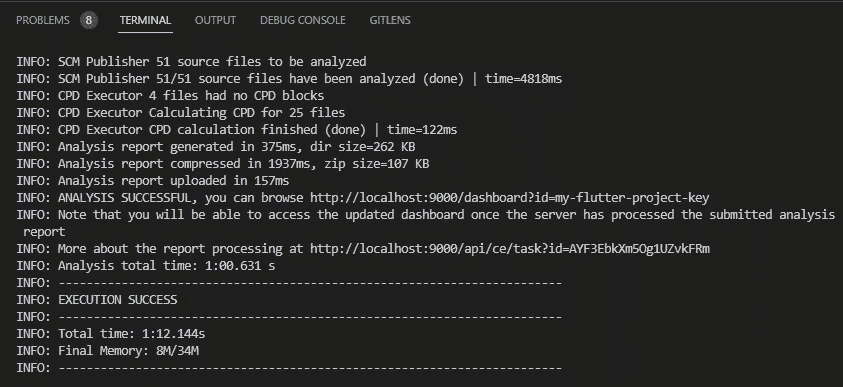 PROBLEMS 8 TERMINAL OUTPUT DEBUG CONSOLE GITLENS
INFO: SCM Publisher 51 source files to be analyzed
INFO: SCM Publisher 51/51 source files have been analyzed (done) | time=4818ms
INFO: CPD Executor 4 files had no CPD blocks
INFO: CPD Executor Calculating CPD for 25 files
INFO: CPD Executor CPD calculation finished (done) | time=122ms
INFO: Analysis report generated in 375ms, dir size=262 KB
INFO: Analysis report compressed in 1937ms, zip size=107 KB
INFO: Analysis report uploaded in 157ms
INFO: ANALYSIS SUCCESSFUL, you can browse http://localhost:9000/dashboard?id=my-flutter-project-key
INFO: Note that you will be able to access the updated dashboard once the server has processed the submitted analysis
report
INFO: More about the report processing at http://localhost:9000/api/ce/task?id=AYF3EbkXm5Og1UZvkFRm
INFO: Analysis total time: 1:00.631 s
INFO: ------------------------------------------------------------------------
INFO: EXECUTION SUCCESS
INFO: ------------------------------------------------------------------------
INFO: Total time: 1:12.144s
INFO: Final Memory: 8M/34M
INFO: ------------------------------------------------------------------------